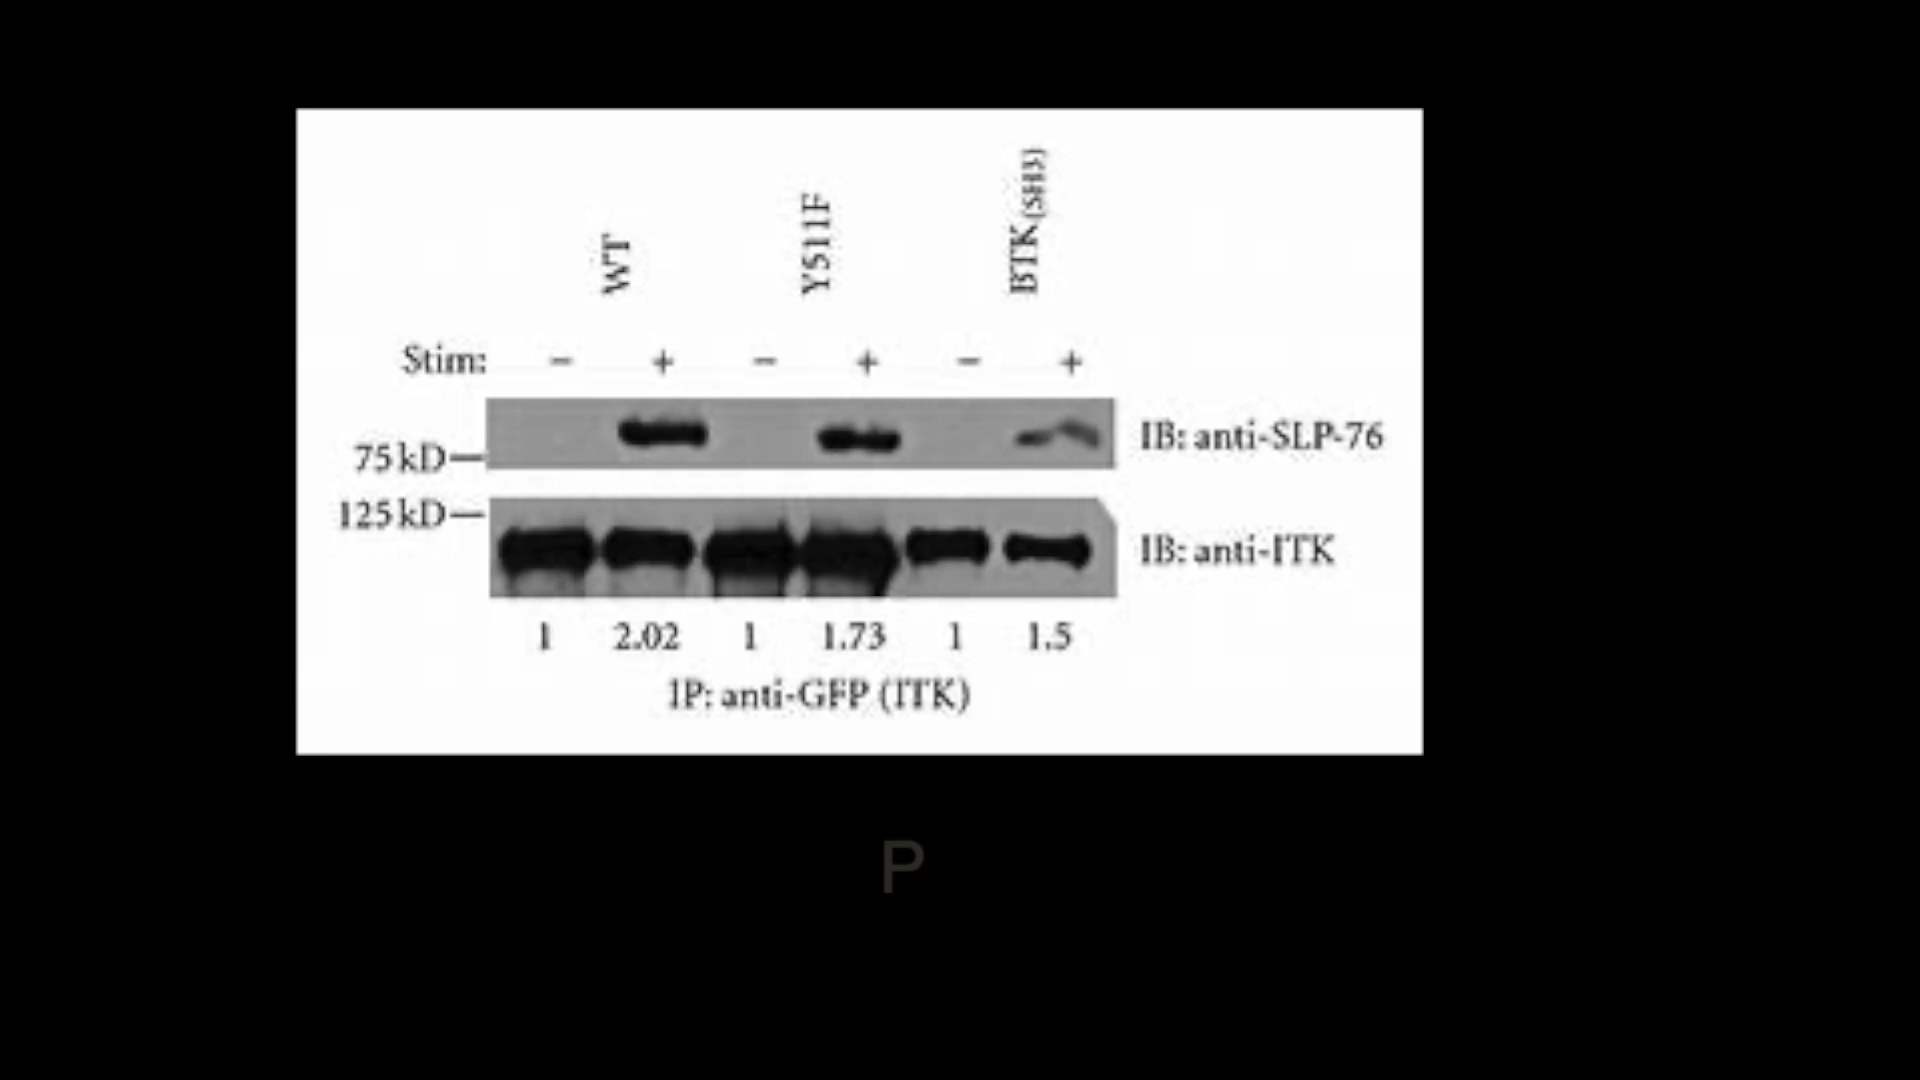 WT
Y511F
BTK(SH3)
Stim: − + − + − +
75 kD IB: anti-SLP-76
125 kD IB: anti-ITK
1 2.02 1 1.73 1 1.5
IP: anti-GFP (ITK)
P